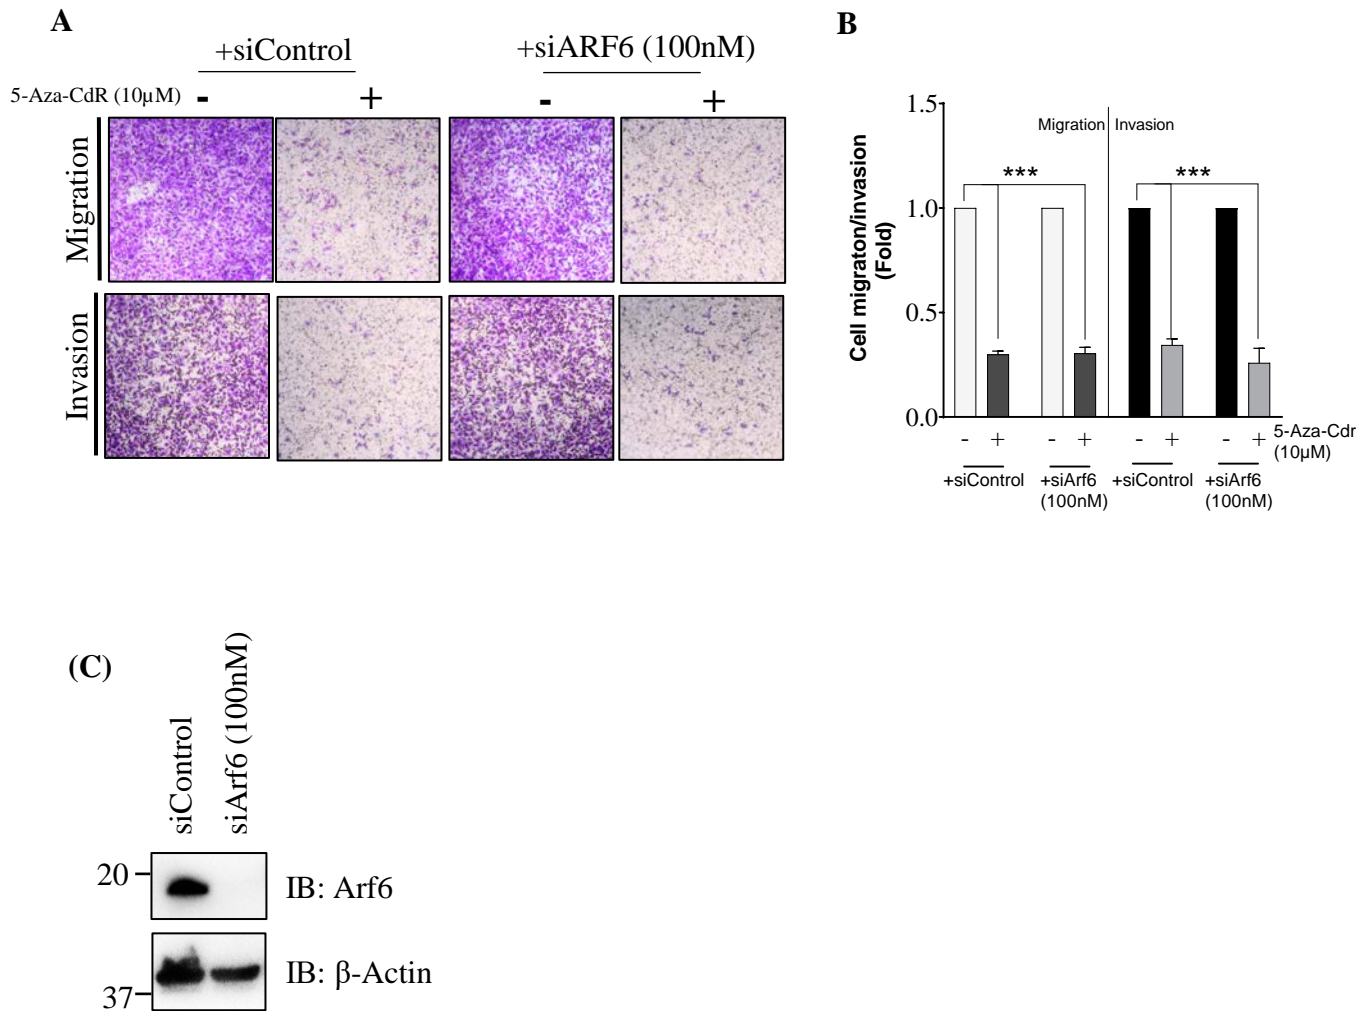 A
+siControl
+siARF6 (100nM)
5-Aza-CdR (10µM) - + - +
Migration
Invasion
B
Cell migraton/invasion
(Fold)
1.5
1.0
0.5
0.0
Migration Invasion
*** ***
- + - + - + - +
5-Aza-Cdr
(10µM)
+siControl +siArf6 +siControl +siArf6
(100nM) (100nM)
(C)
siControl
siArf6 (100nM)
20
IB: Arf6
IB: β-Actin
37